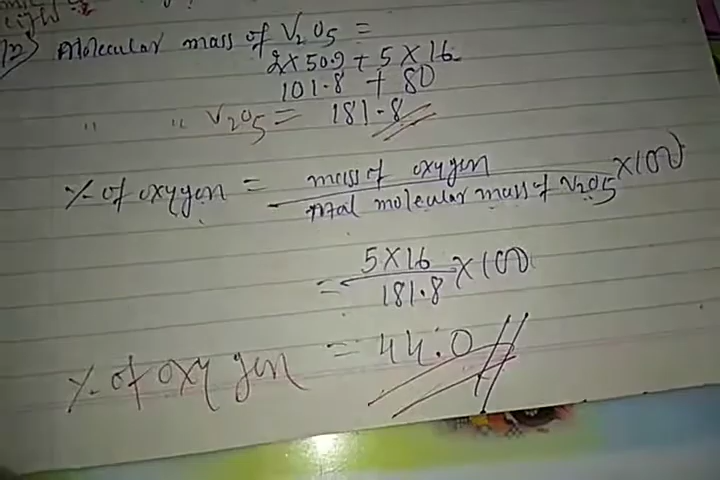 12) Molecular mass of V2O5 =
2×50.9 + 5×16
101.8 + 80
" " V2O5 = 181.8
% of oxygen = mass of oxygen / total molecular mass of V2O5 ×100
= 5×16 / 181.8 ×100
% of oxygen = 44.0